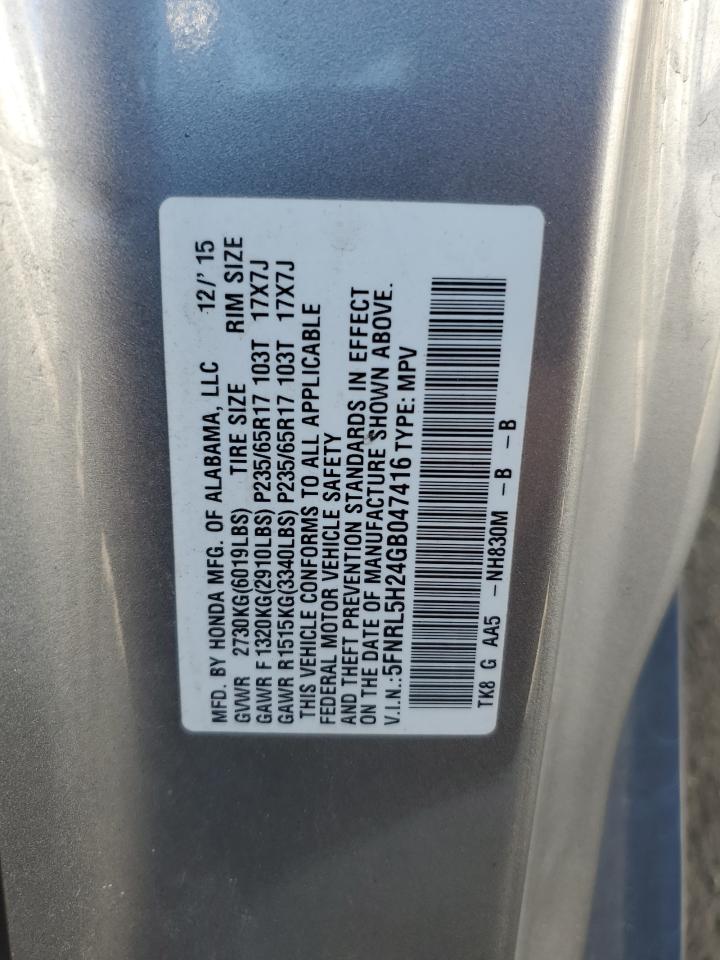 MFD. BY HONDA MFG. OF ALABAMA, LLC 12/'15
GVWR 2730KG(6019LBS) TIRE SIZE RIM SIZE
GAWR F 1320KG(2910LBS) P235/65R17 103T 17X7J
GAWR R1515KG(3340LBS) P235/65R17 103T 17X7J
THIS VEHICLE CONFORMS TO ALL APPLICABLE
FEDERAL MOTOR VEHICLE SAFETY
AND THEFT PREVENTION STANDARDS IN EFFECT
ON THE DATE OF MANUFACTURE SHOWN ABOVE.
V.I.N.:5FNRL5H24GB047416 TYPE: MPV
TK8 G AA5 -NH830M -B -B